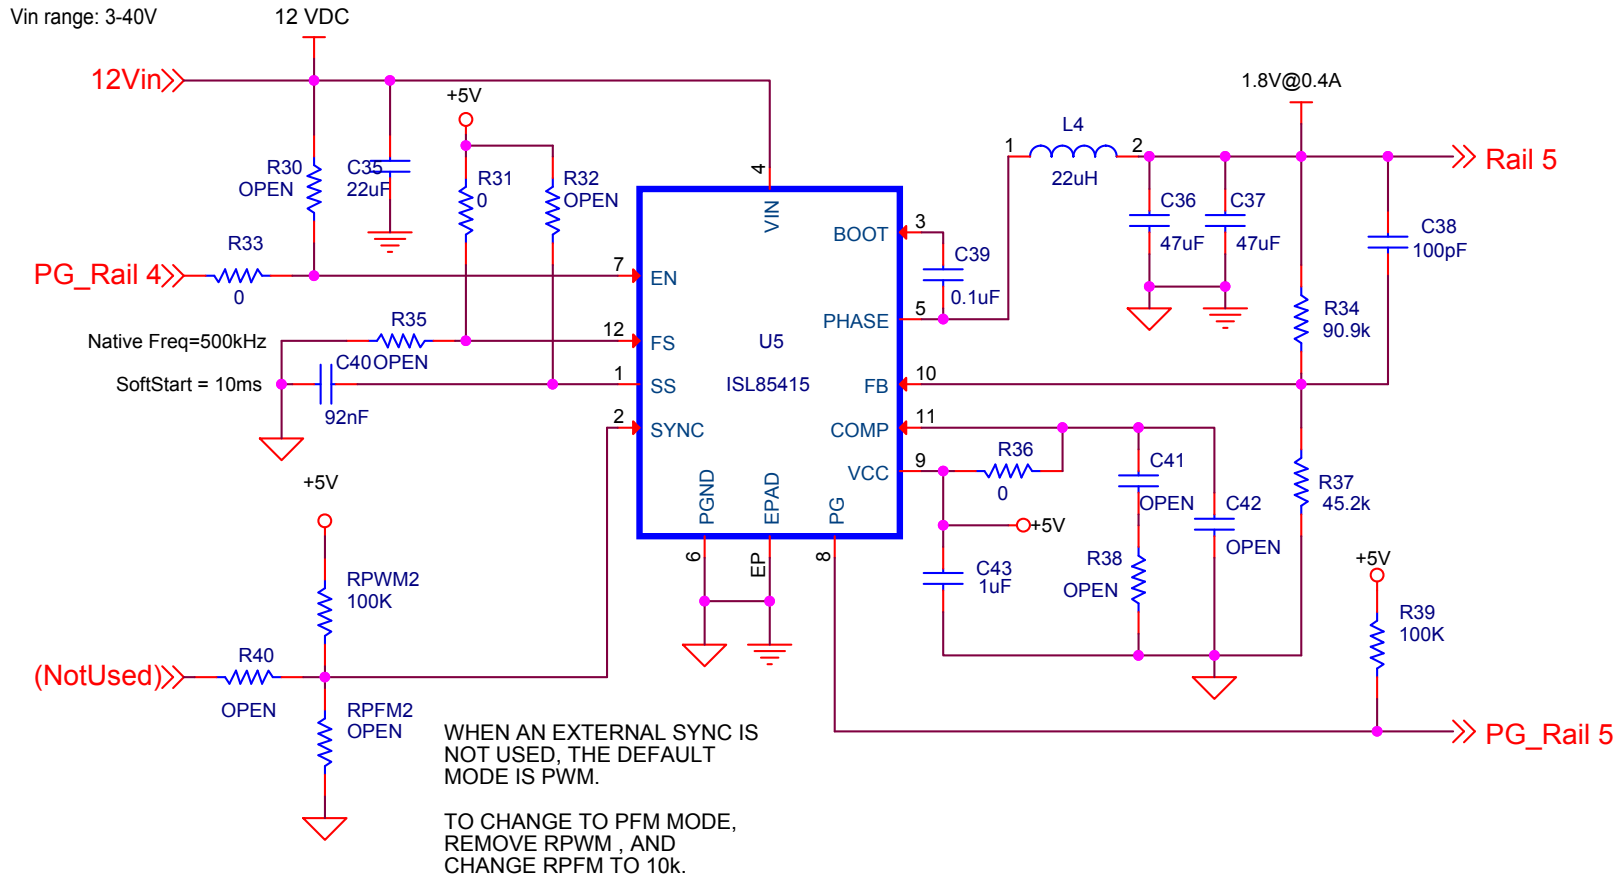 Vin range: 3-40V
12 VDC
12Vin
+5V
1.8V@0.4A
R30
OPEN
C35
22uF
R31
0
R32
OPEN
4
VIN
L4
1
2
22uH
Rail 5
C36
47uF
C37
47uF
C38
100pF
R33
0
PG_Rail 4
7
EN
BOOT
3
C39
0.1uF
R34
90.9k
Native Freq=500kHz
R35
OPEN
12
FS
PHASE
5
U5
ISL85415
SoftStart = 10ms
C40
92nF
1
SS
FB
10
2
SYNC
COMP
11
VCC
9
R36
0
C41
OPEN
C42
OPEN
R37
45.2k
+5V
PGND
EPAD
PG
6
EP
8
+5V
C43
1uF
R38
OPEN
+5V
R39
100K
RPWM2
100K
(NotUsed)
R40
OPEN
RPFM2
OPEN
PG_Rail 5
WHEN AN EXTERNAL SYNC IS
NOT USED, THE DEFAULT
MODE IS PWM.
TO CHANGE TO PFM MODE,
REMOVE RPWM , AND
CHANGE RPFM TO 10k.